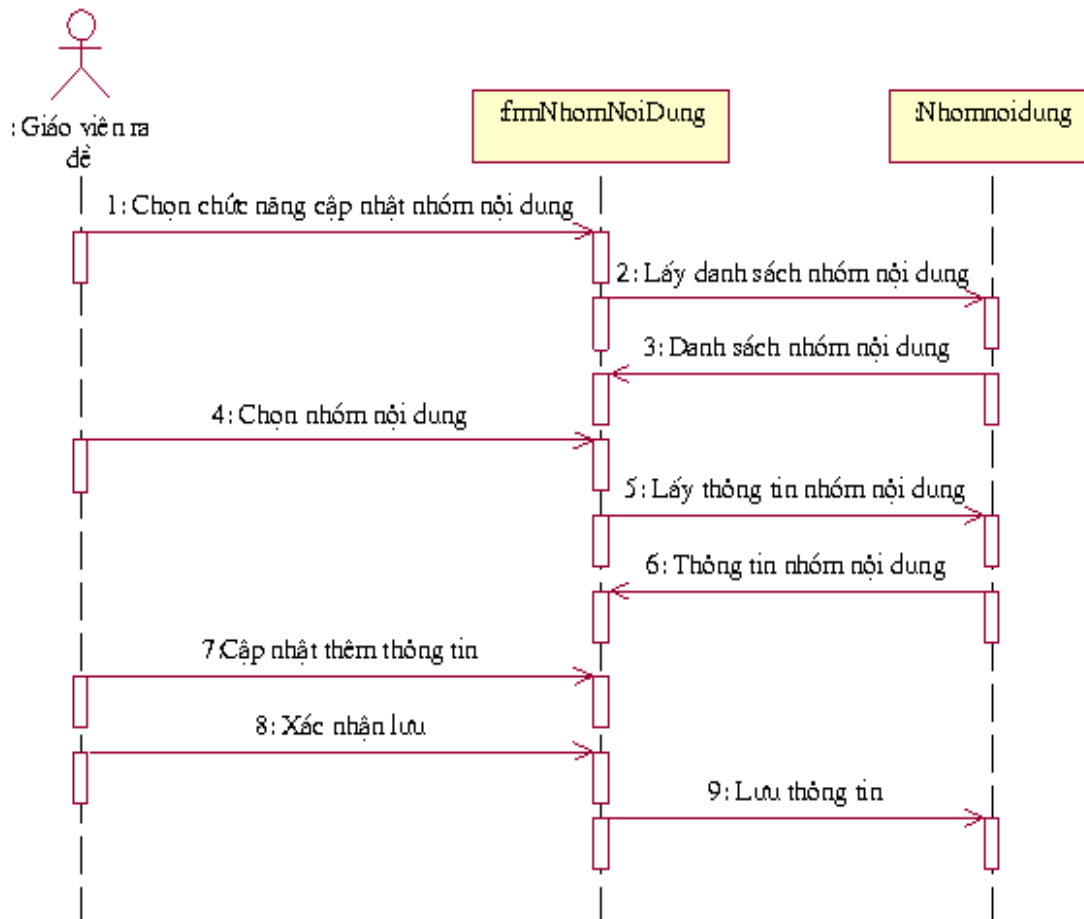 :Giáo viên ra
đề
:frmNhomNoiDung
:Nhomnoidung
1: Chọn chức năng cập nhật nhóm nội dung
2: Lấy danh sách nhóm nội dung
3: Danh sách nhóm nội dung
4: Chọn nhóm nội dung
5: Lấy thông tin nhóm nội dung
6: Thông tin nhóm nội dung
7:Cập nhật thêm thông tin
8: Xác nhận lưu
9: Lưu thông tin